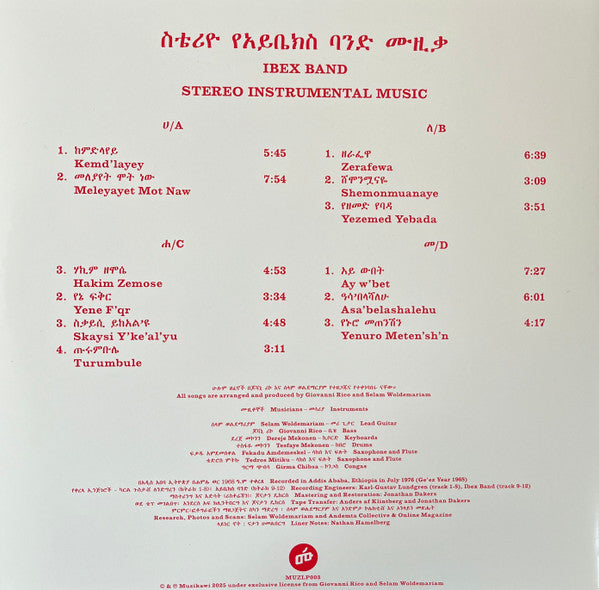 ስቴሪዮ የአይቤክስ ባንድ ሙዚቃ
IBEX BAND
STEREO INSTRUMENTAL MUSIC
ሀ/A
1. ከምድላየይ 5:45
Kemd'layey
2. መለያየት ሞት ነው 7:54
Meleyayet Mot Naw
ለ/B
1. ዘራፌዋ 6:39
Zerafewa
2. ሸሞንሟናዬ 3:09
Shemonmuanaye
3. የዘመድ የባዳ 3:51
Yezemed Yebada
ሐ/C
3. ሃኪም ዘሞሴ 4:53
Hakim Zemose
2. የኔ ፍቅር 3:34
Yene F'qr
3. ስቃይሲ ይከአል'ዩ 4:48
Skaysi Y'ke'al'yu
4. ጡሩምቡሌ 3:11
Turumbule
መ/D
1. አይ ውበት 7:27
Ay w'bet
2. ዓሳ'በላሻለሁ 6:01
Asa'belashalehu
3. የኑሮ መጠንሽን 4:17
Yenuro Meten'sh'n
All songs are arranged and produced by Giovanni Rico and Selam Woldemariam
Musicians – Instruments
Selam Woldemariam – Lead Guitar
Giovanni Rico – Bass
Dereje Mekonen – Keyboards
Tesfaye Mekonen – Drums
Fekadu Amdemeskel – Saxophone and Flute
Tedros Mitiku – Saxophone and Flute
Girma Chibsa – Congas
Recorded in Addis Ababa, Ethiopia in July 1976 (Ge'ez Year 1968)
Recording Engineers: Karl-Gustav Lundgren (track 1-8), Ibex Band (track 9-12)
Mastering and Restoration: Jonathan Dakers
Tape Transfer: Anders af Klintberg and Jonathan Dakers
Research, Photos and Scans: Selam Woldemariam and Andemta Collective & Online Magazine
Liner Notes: Nathan Hamelberg
MUZLP003
© & ℗ Muzikawi 2025 under exclusive license from Giovanni Rico and Selam Woldemariam